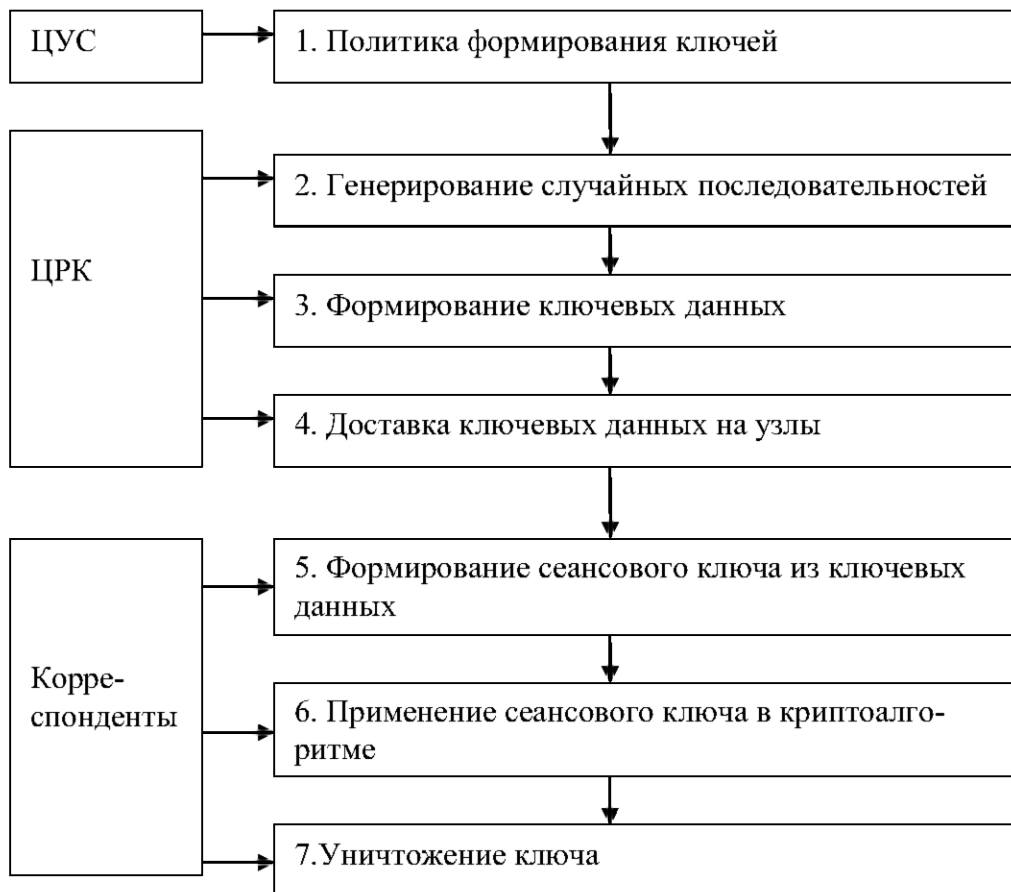 ЦУС
1. Политика формирования ключей
ЦРК
2. Генерирование случайных последовательностей
3. Формирование ключевых данных
4. Доставка ключевых данных на узлы
Корре-
спонденты
5. Формирование сеансового ключа из ключевых
данных
6. Применение сеансового ключа в криптоалго-
ритме
7.Уничтожение ключа